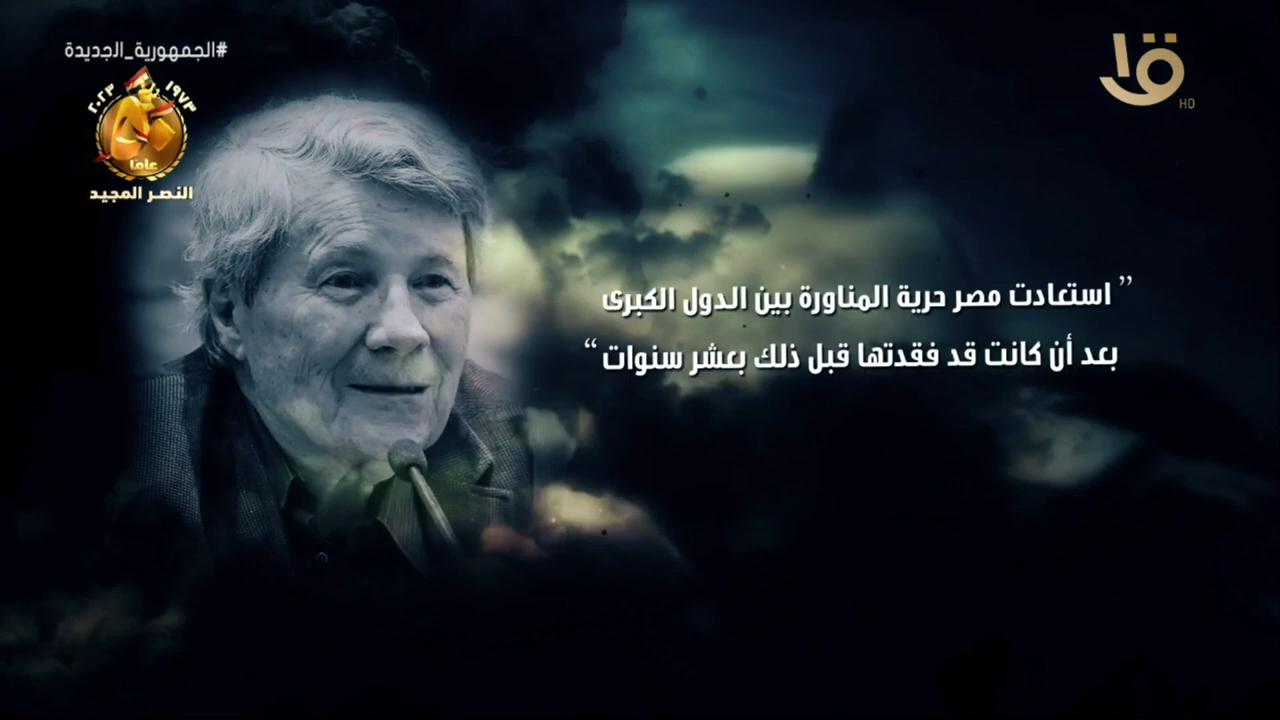 #الجمهورية_الجديدة
١٩٧٣ ٢٠٢٣
٥٠
عامًا
النصر المجيد
HD
” استعادت مصر حرية المناورة بين الدول الكبرى
بعد أن كانت قد فقدتها قبل ذلك بعشر سنوات “